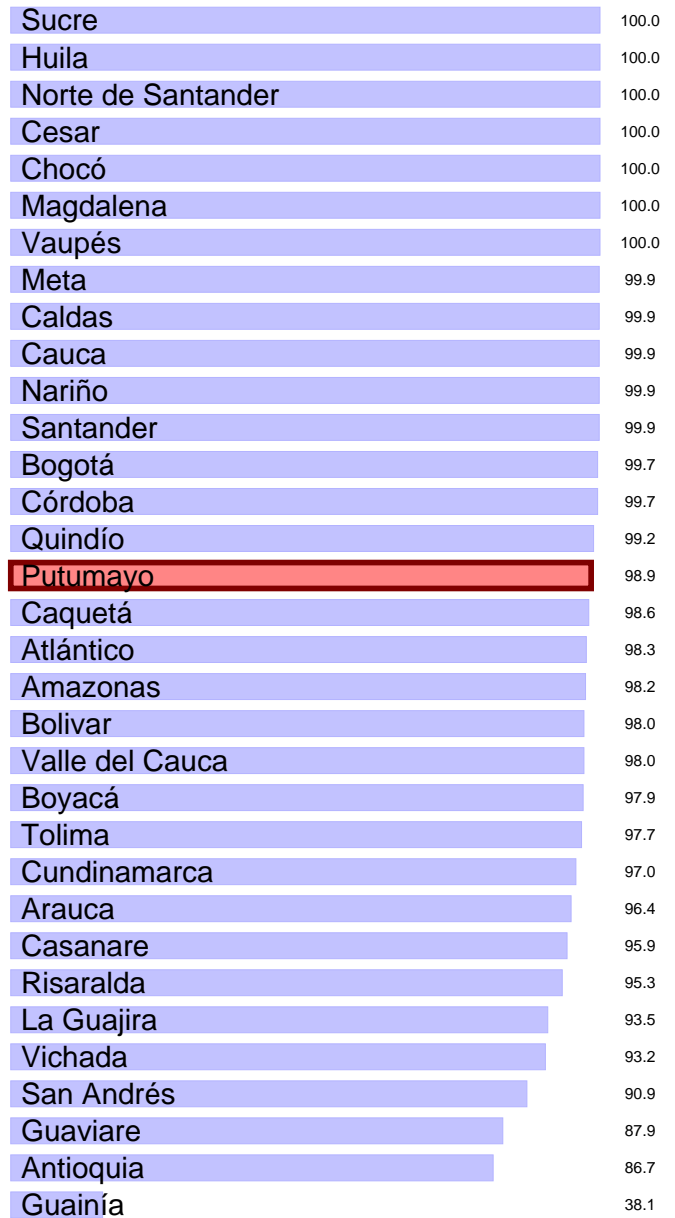 Sucre 100.0
Huila 100.0
Norte de Santander 100.0
Cesar 100.0
Chocó 100.0
Magdalena 100.0
Vaupés 100.0
Meta 99.9
Caldas 99.9
Cauca 99.9
Nariño 99.9
Santander 99.9
Bogotá 99.7
Córdoba 99.7
Quindío 99.2
Putumayo 98.9
Caquetá 98.6
Atlántico 98.3
Amazonas 98.2
Bolivar 98.0
Valle del Cauca 98.0
Boyacá 97.9
Tolima 97.7
Cundinamarca 97.0
Arauca 96.4
Casanare 95.9
Risaralda 95.3
La Guajira 93.5
Vichada 93.2
San Andrés 90.9
Guaviare 87.9
Antioquia 86.7
Guainía 38.1